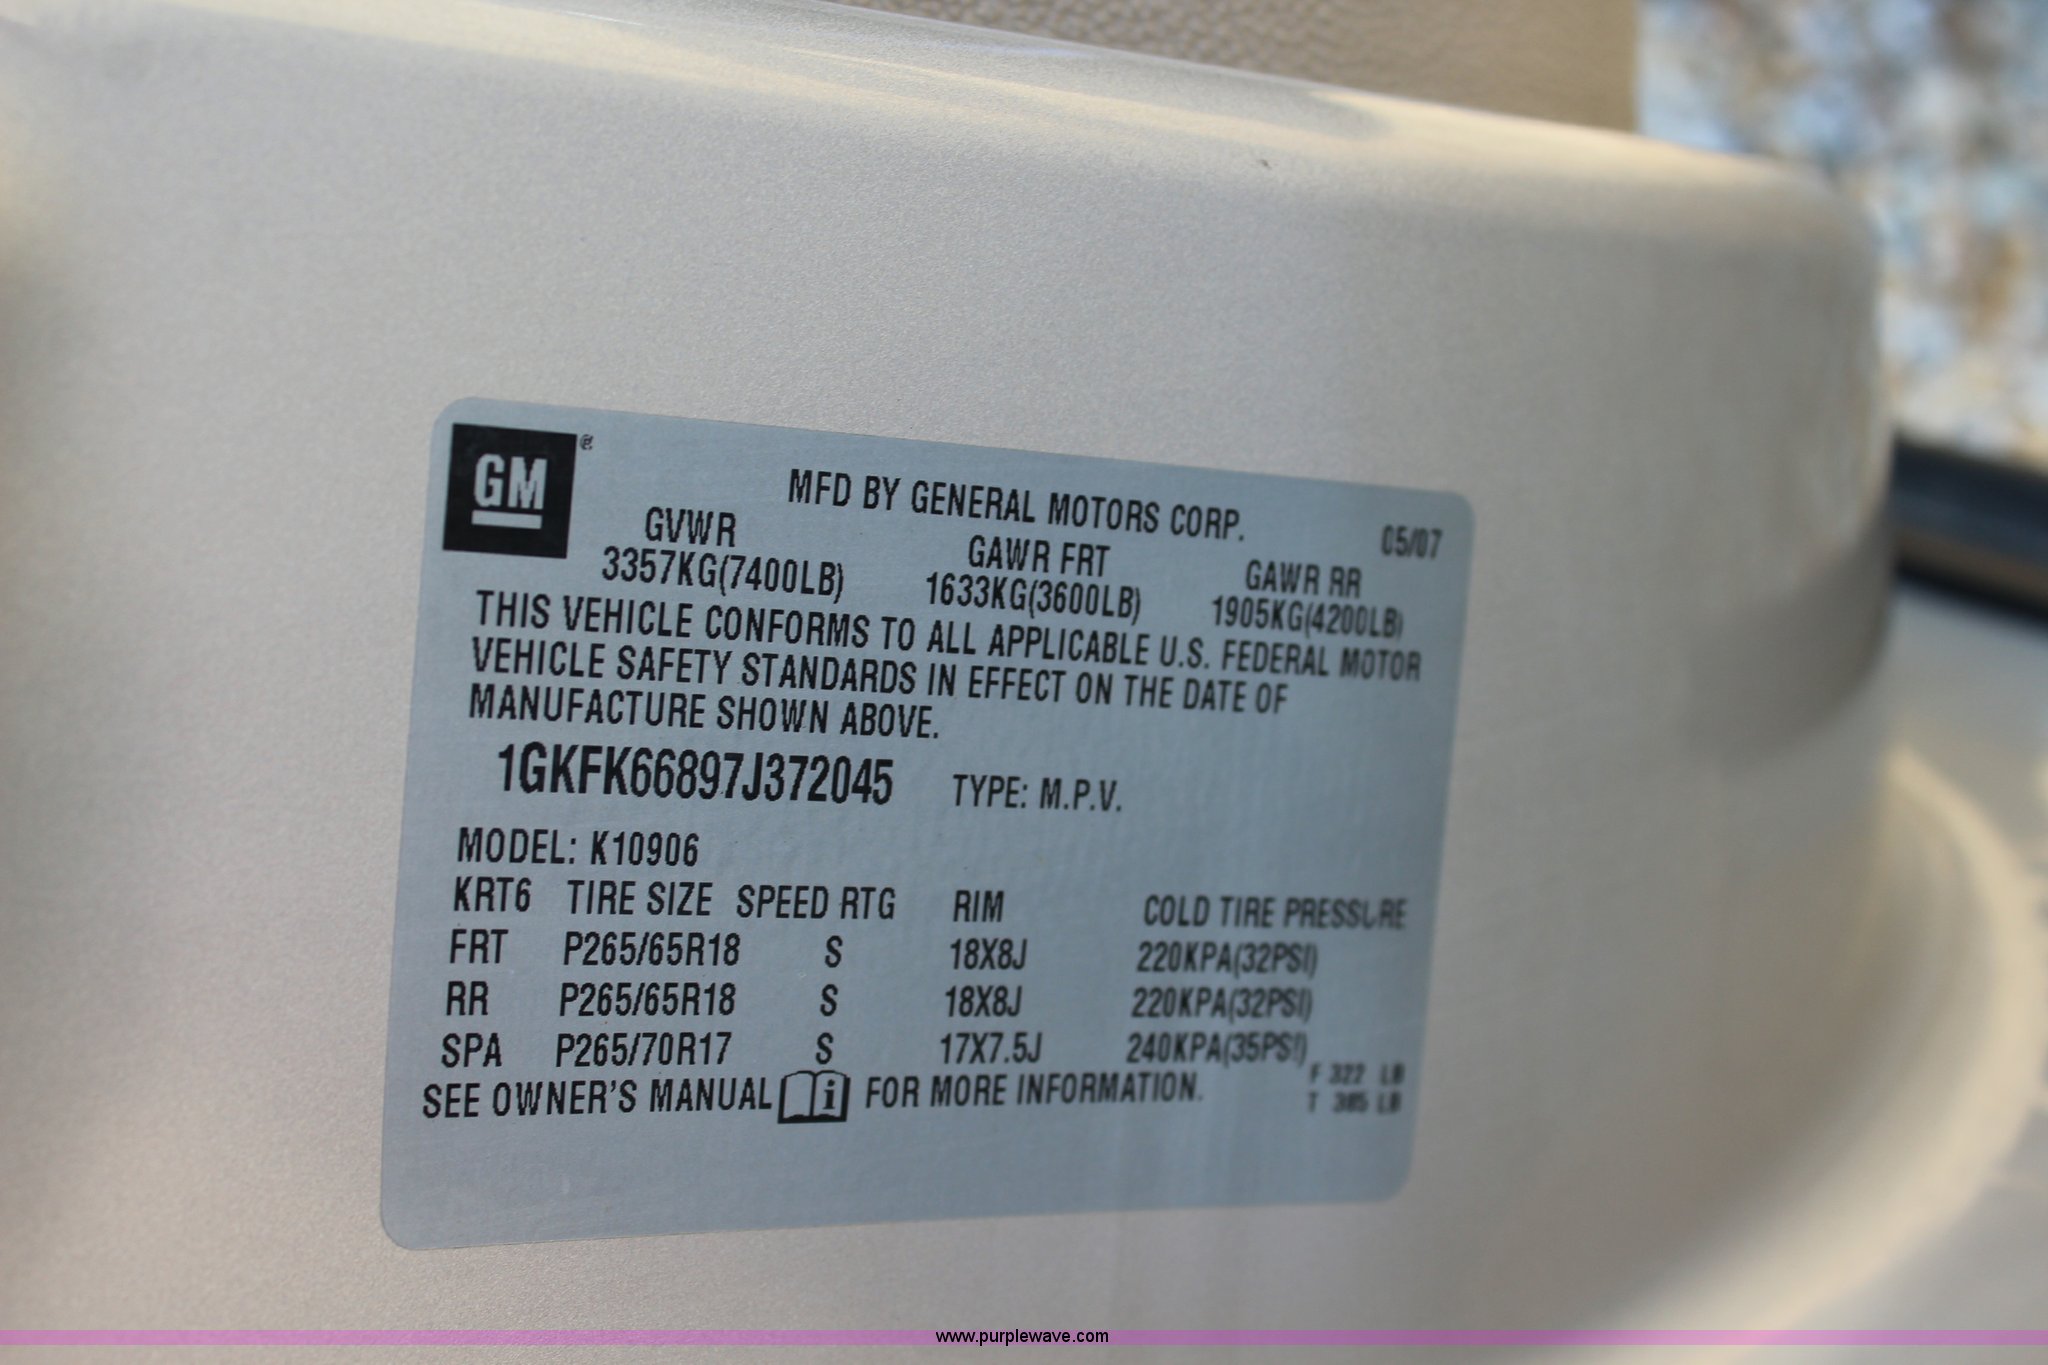 GM
MFD BY GENERAL MOTORS CORP.
05/07
GVWR
3357KG(7400LB)
GAWR FRT
1633KG(3600LB)
GAWR RR
1905KG(4200LB)
THIS VEHICLE CONFORMS TO ALL APPLICABLE U.S. FEDERAL MOTOR
VEHICLE SAFETY STANDARDS IN EFFECT ON THE DATE OF
MANUFACTURE SHOWN ABOVE.
1GKFK66897J372045 TYPE: M.P.V.
MODEL: K10906
KRT6 TIRE SIZE SPEED RTG RIM COLD TIRE PRESSURE
FRT P265/65R18 S 18X8J 220KPA(32PSI)
RR P265/65R18 S 18X8J 220KPA(32PSI)
SPA P265/70R17 S 17X7.5J 240KPA(35PSI)
SEE OWNER'S MANUAL i FOR MORE INFORMATION.
F 322 LB
T 385 LB
www.purplewave.com